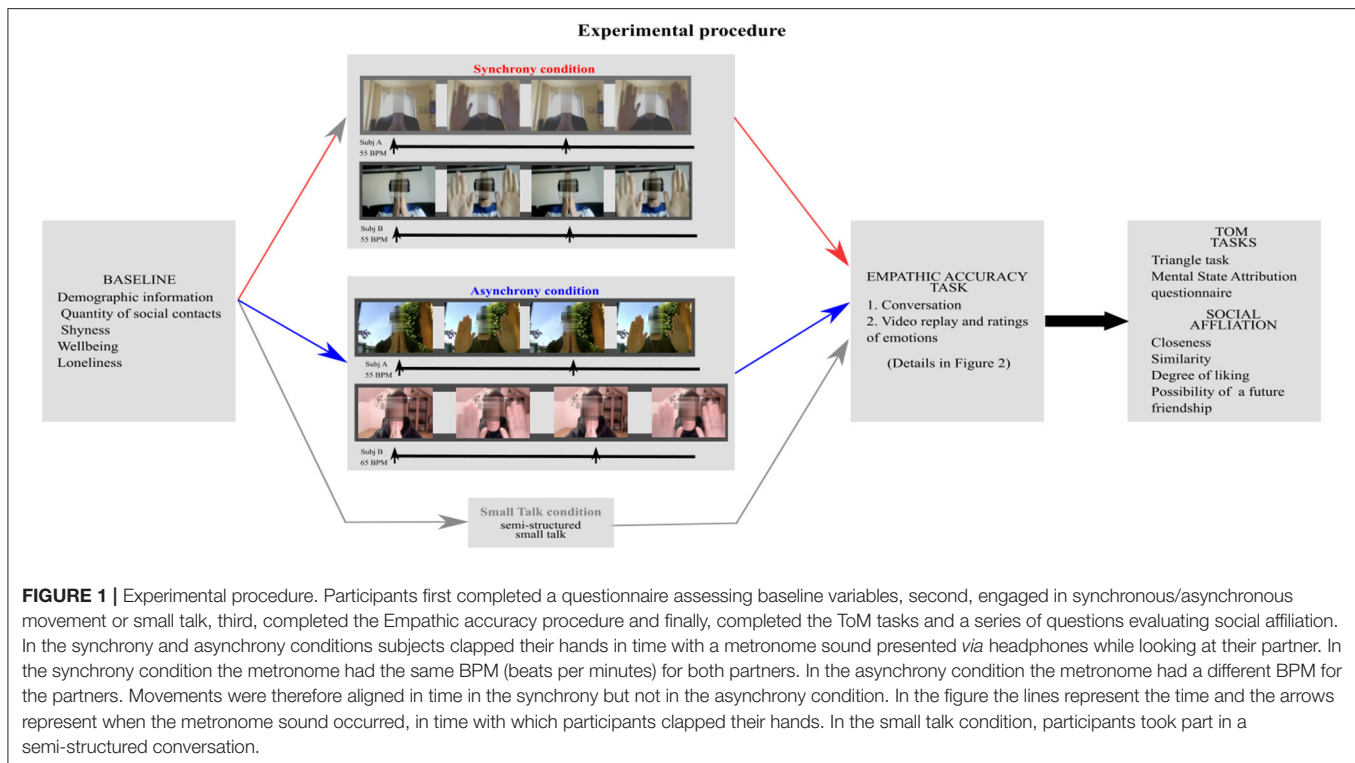 Experimental procedure
BASELINE
Demographic information
Quantity of social contacts
Shyness
Wellbeing
Loneliness
Synchrony condition
Subj A
55 BPM
Subj B
55 BPM
Asynchrony condition
Subj A
55 BPM
Subj B
65 BPM
Small Talk condition
semi-structured
small talk
EMPATHIC ACCURACY
TASK
1. Conversation
2. Video replay and ratings
of emotions
(Details in Figure 2)
TOM
TASKS
Triangle task
Mental State Attribution
questionnaire
SOCIAL
AFFLIATION
Closeness
Similarity
Degree of liking
Possibility of a future
friendship
FIGURE 1 | Experimental procedure. Participants first completed a questionnaire assessing baseline variables, second, engaged in synchronous/asynchronous
movement or small talk, third, completed the Empathic accuracy procedure and finally, completed the ToM tasks and a series of questions evaluating social affiliation.
In the synchrony and asynchrony conditions subjects clapped their hands in time with a metronome sound presented via headphones while looking at their partner. In
the synchrony condition the metronome had the same BPM (beats per minutes) for both partners. In the asynchrony condition the metronome had a different BPM for
the partners. Movements were therefore aligned in time in the synchrony but not in the asynchrony condition. In the figure the lines represent the time and the arrows
represent when the metronome sound occurred, in time with which participants clapped their hands. In the small talk condition, participants took part in a
semi-structured conversation.